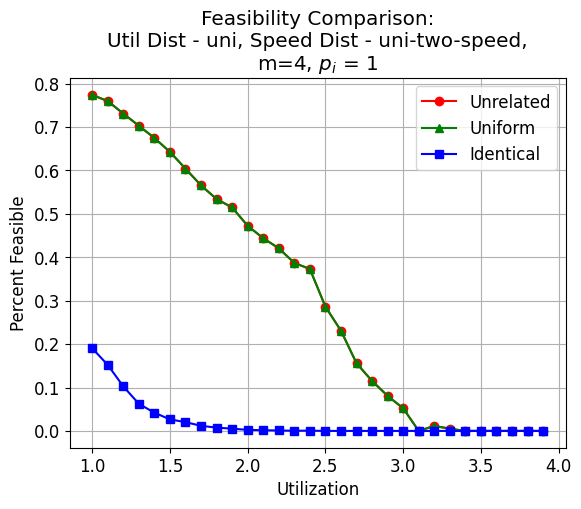 Feasibility Comparison:
Util Dist - uni, Speed Dist - uni-two-speed,
m=4, $p_i$ = 1
Unrelated
Uniform
Identical
Percent Feasible
0.8
0.7
0.6
0.5
0.4
0.3
0.2
0.1
0.0
1.0 1.5 2.0 2.5 3.0 3.5 4.0
Utilization